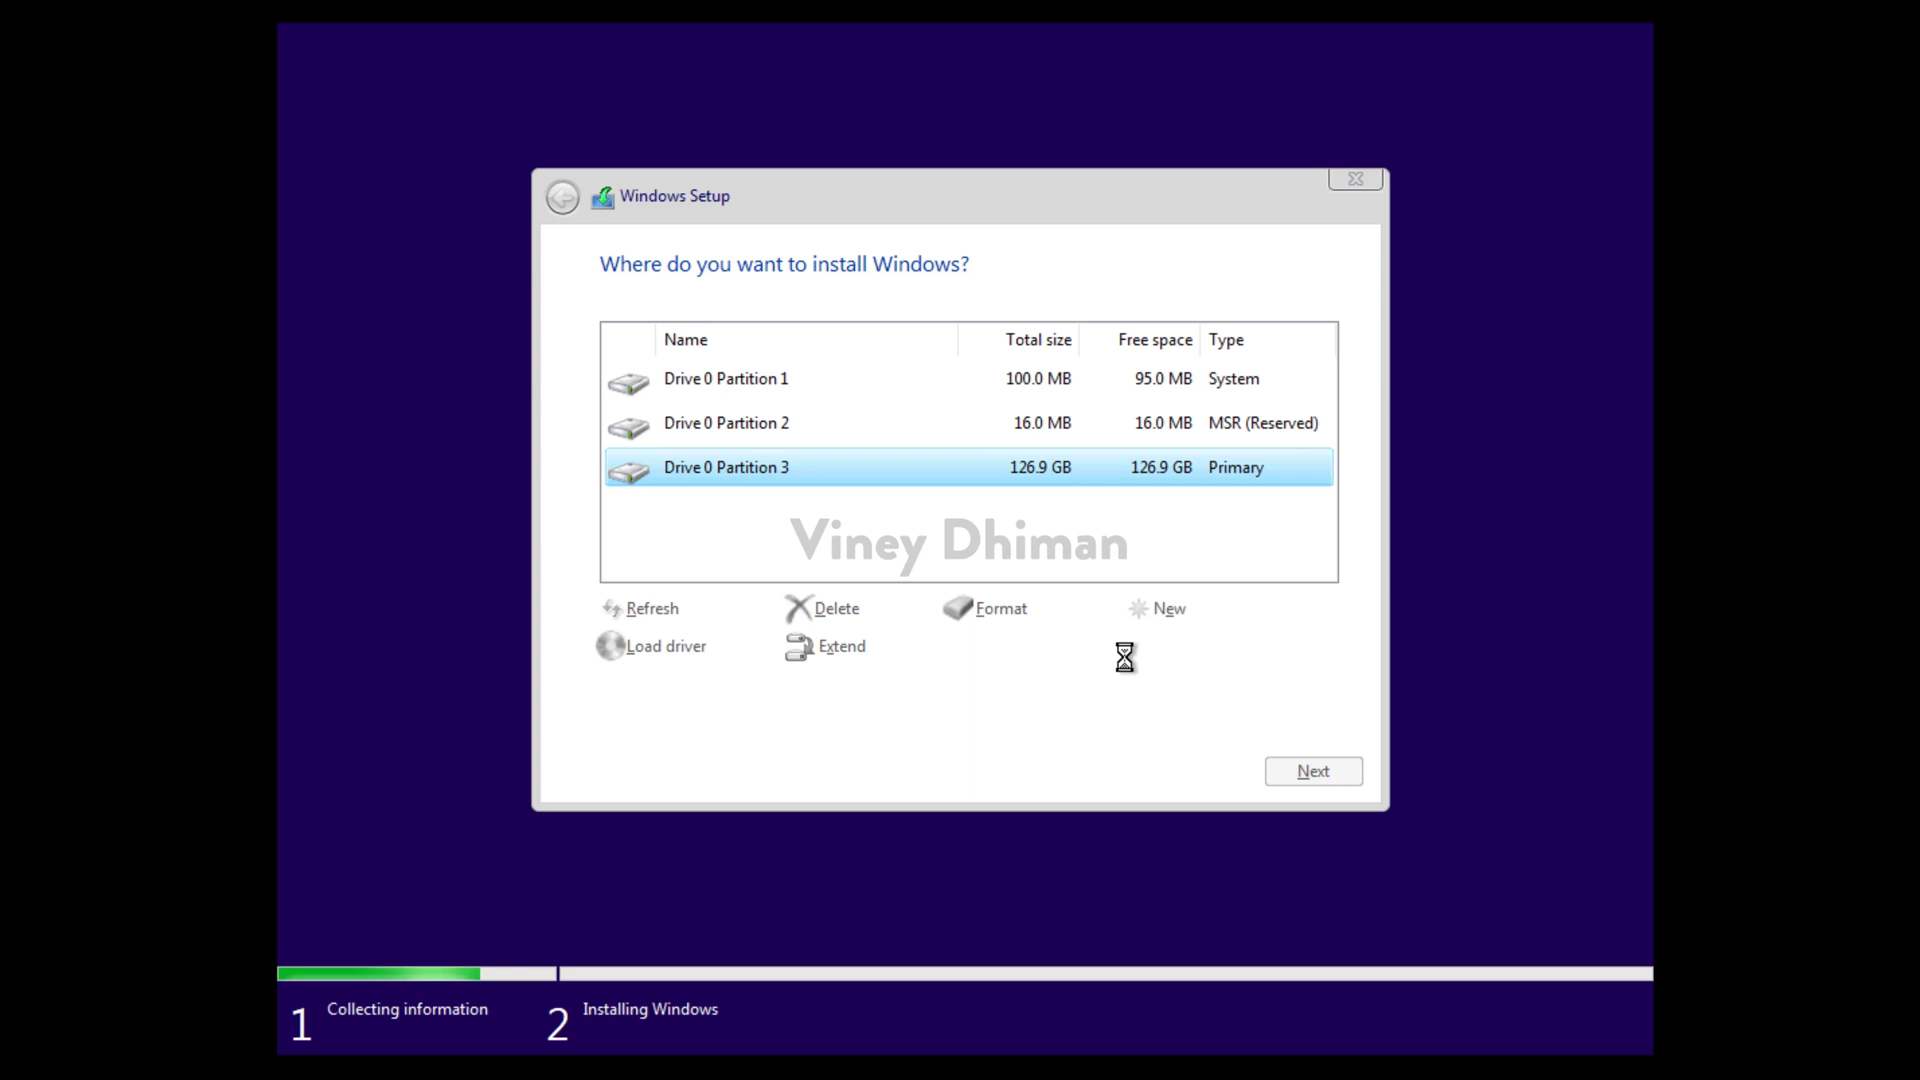 Windows Setup
Where do you want to install Windows?
Name Total size Free space Type
Drive 0 Partition 1 100.0 MB 95.0 MB System
Drive 0 Partition 2 16.0 MB 16.0 MB MSR (Reserved)
Drive 0 Partition 3 126.9 GB 126.9 GB Primary
Viney Dhiman
Refresh Delete Format New
Load driver Extend
Next
1 Collecting information 2 Installing Windows